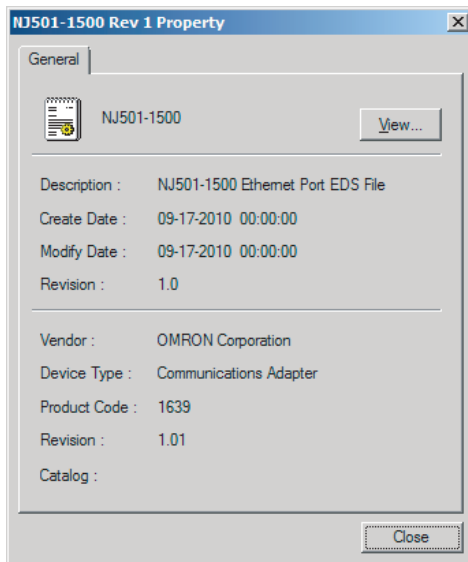 NJ501-1500 Rev 1 Property
General
NJ501-1500
View...
Description : NJ501-1500 Ethernet Port EDS File
Create Date : 09-17-2010 00:00:00
Modify Date : 09-17-2010 00:00:00
Revision : 1.0
Vendor : OMRON Corporation
Device Type : Communications Adapter
Product Code : 1639
Revision : 1.01
Catalog :
Close